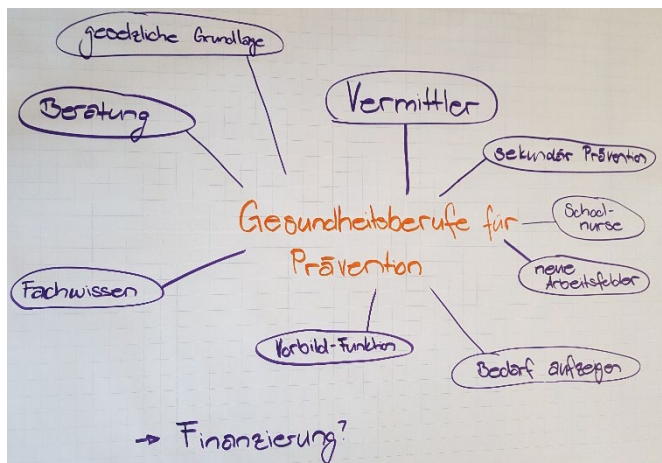 gesetzliche Grundlage
Beratung
Vermittler
sekundär Prävention
Gesundheitsberufe für
Prävention
School-
nurse
neue
Arbeitsfelder
Fachwissen
Vorbild-Funktion
Bedarf aufzeigen
→ Finanzierung?